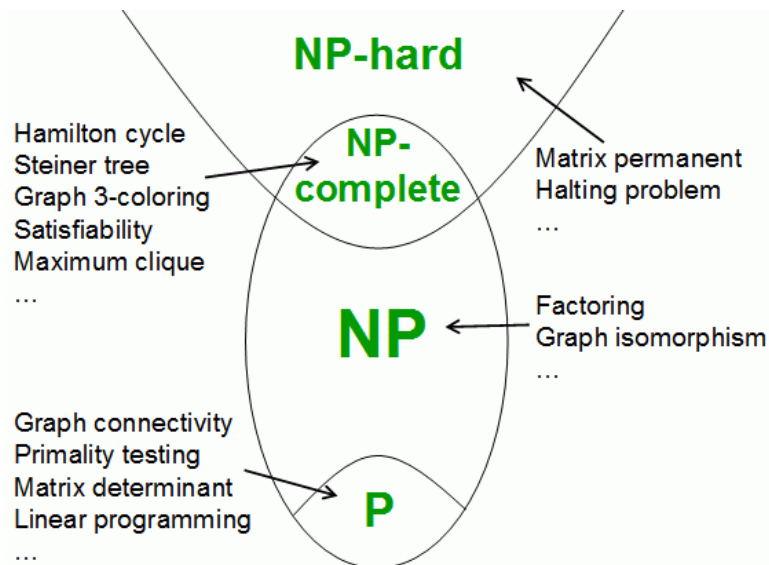 NP-hard
Hamilton cycle
Steiner tree
Graph 3-coloring
Satisfiability
Maximum clique
…
NP-
complete
Matrix permanent
Halting problem
…
NP
Factoring
Graph isomorphism
…
Graph connectivity
Primality testing
Matrix determinant
Linear programming
…
P